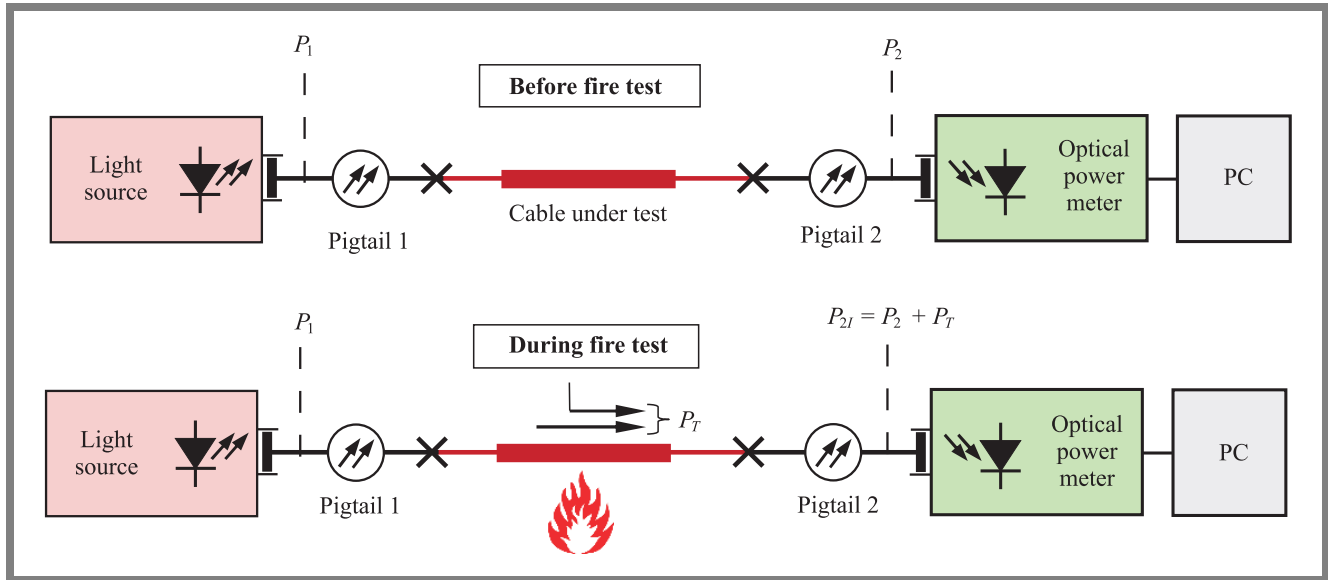 P1
P2
Before fire test
Light
source
Optical
power
meter
PC
Cable under test
Pigtail 1
Pigtail 2
P1
P2I = P2 + PT
During fire test
PT
Light
source
Optical
power
meter
PC
Pigtail 1
Pigtail 2